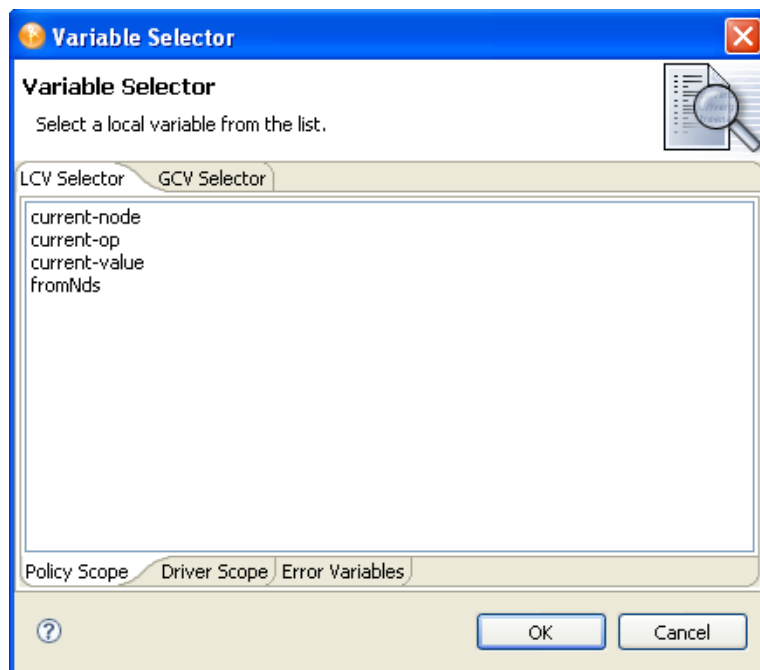 Variable Selector
Variable Selector
Select a local variable from the list.
LCV Selector GCV Selector
current-node
current-op
current-value
fromNds
Policy Scope Driver Scope Error Variables
? OK Cancel